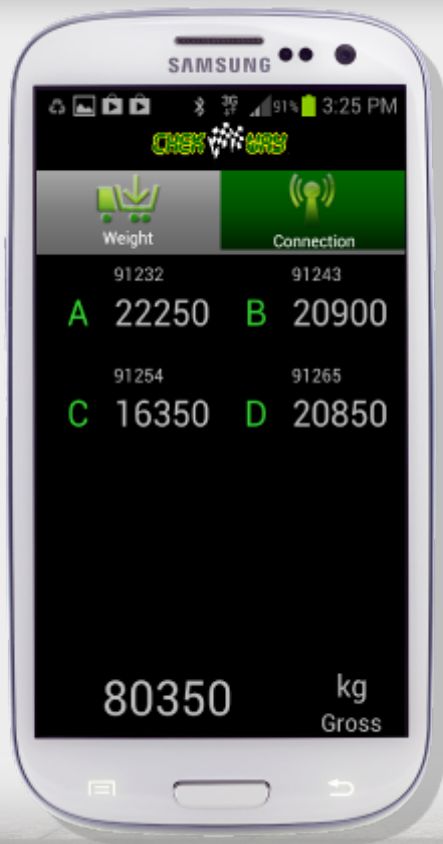 SAMSUNG
3G 91% 3:25 PM
CHEK WAY
Weight Connection
91232 91243
A 22250 B 20900
91254 91265
C 16350 D 20850
80350 kg
Gross